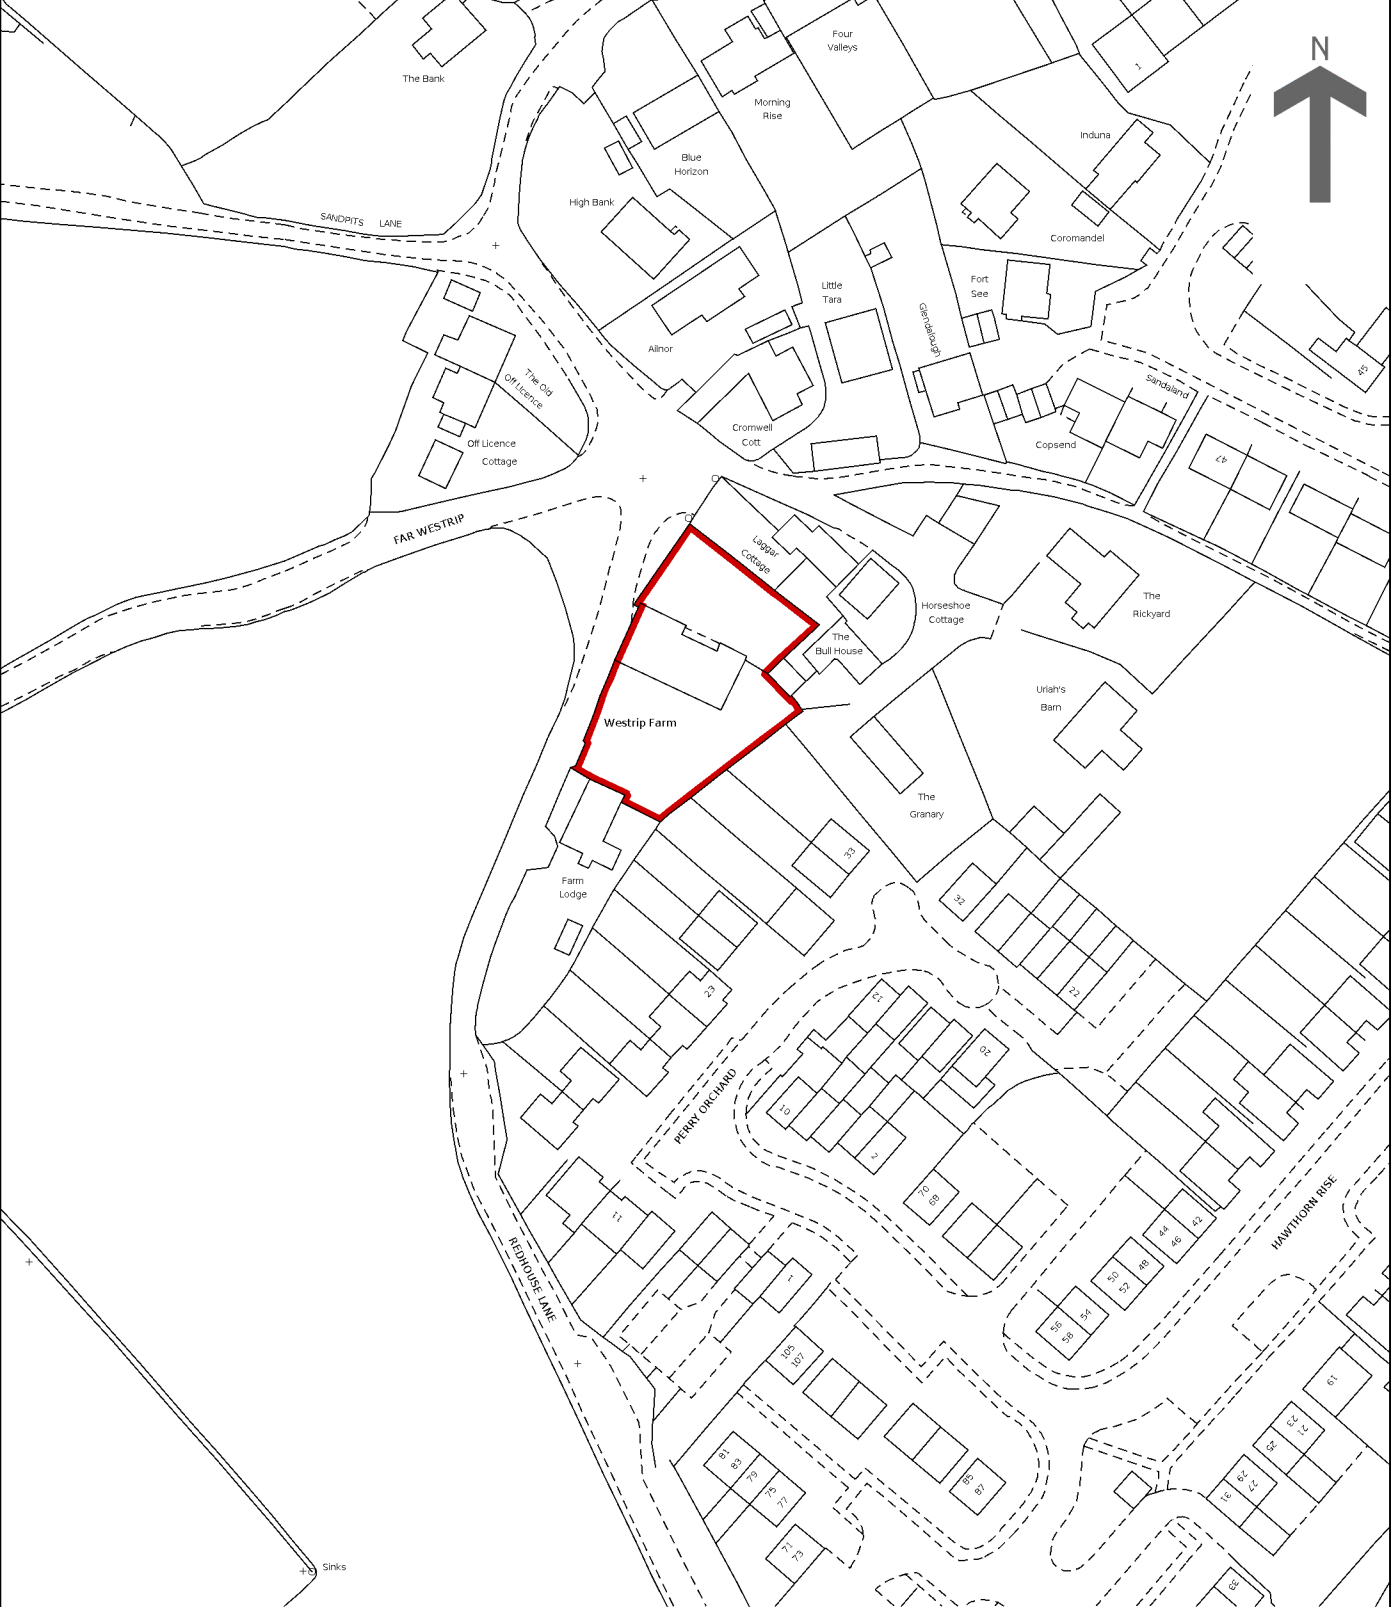 N
The Bank
Four
Valleys
1
Morning
Rise
Induna
Blue
Horizon
High Bank
SANDPITS LANE
Coromandel
Little
Tara
Fort
See
Glendalough
Ailnor
The Old
Off Licence
45
Sandaland
Cromwell
Cott
Off Licence
Cottage
Copsend
47
FAR WESTRIP
Laggar
Cottage
The
Rickyard
Horseshoe
Cottage
The
Bull House
Uriah's
Barn
Westrip Farm
The
Granary
33
Farm
Lodge
32
23
22
12
20
PERRY ORCHARD
10
2
70
68
11
44
42
46
HAWTHORN RISE
REDHOUSE LANE
1
50
48
52
54
56
58
105
107
19
81
83
79
75
77
85
87
23
21
25
29
27
31
71
73
Sinks
33